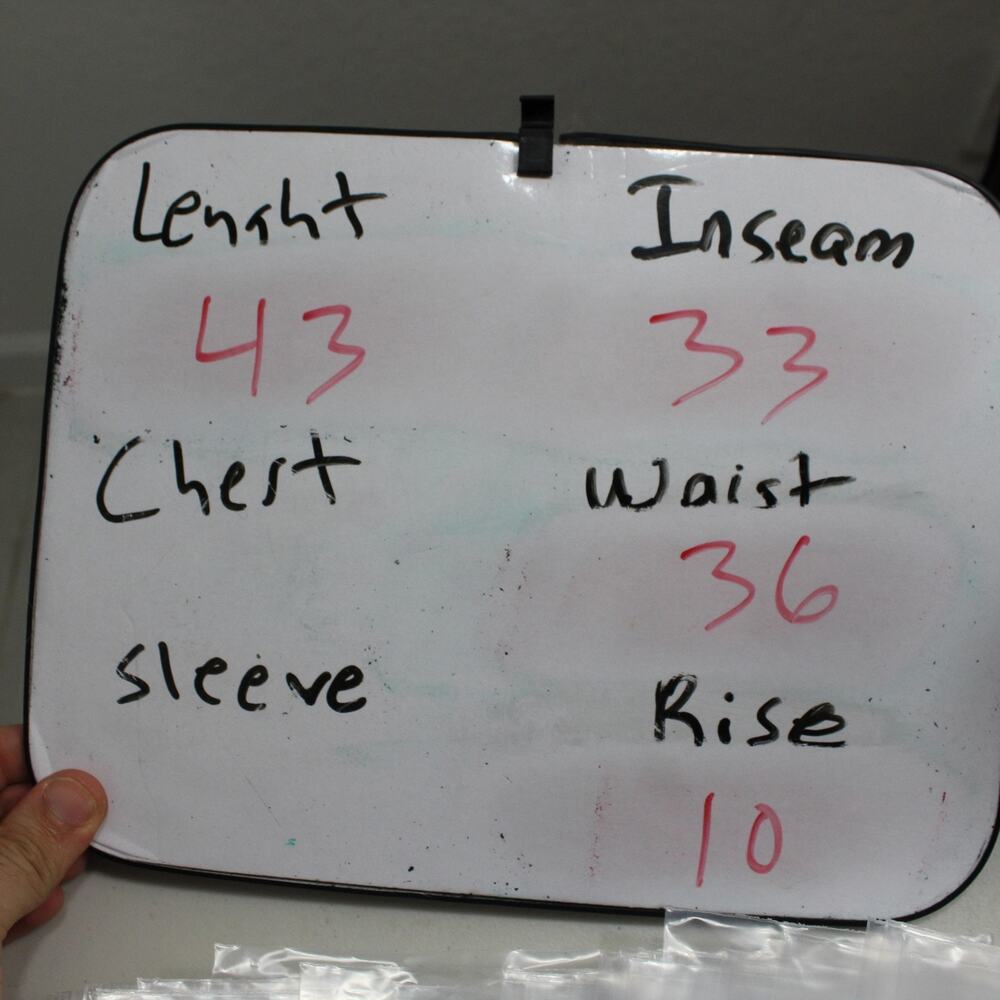 Lenght
43
Chest
sleeve
Inseam
33
Waist
36
Rise
10